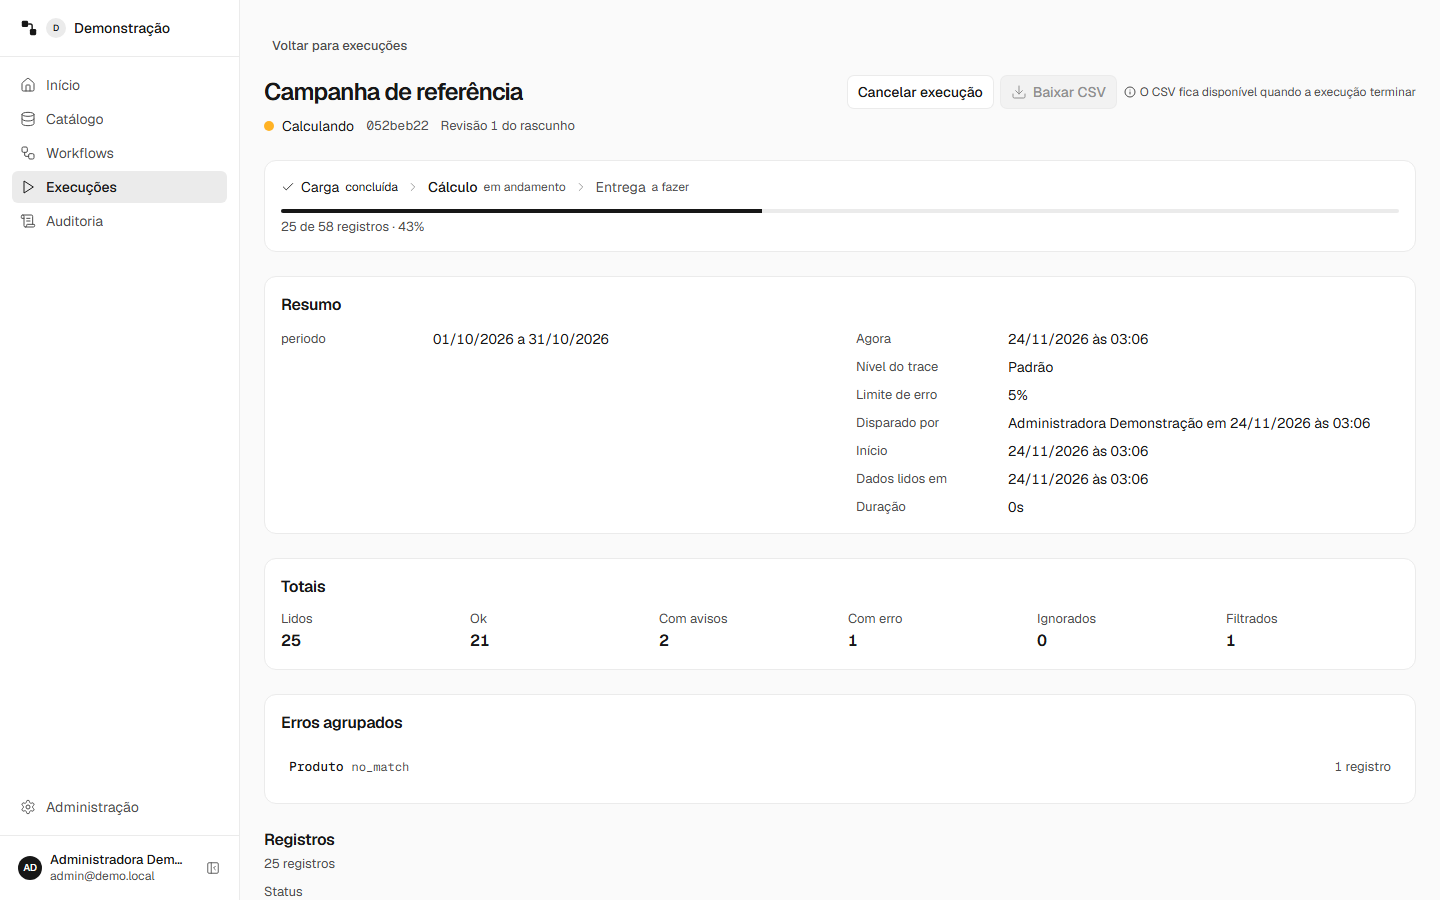 D Demonstração
Início
Catálogo
Workflows
Execuções
Auditoria
Administração
AD
Administradora Dem...
admin@demo.local
Voltar para execuções
Campanha de referência
Cancelar execução
Baixar CSV
O CSV fica disponível quando a execução terminar
Calculando 052beb22 Revisão 1 do rascunho
Carga concluída Cálculo em andamento Entrega a fazer
25 de 58 registros · 43%
Resumo
periodo 01/10/2026 a 31/10/2026
Agora 24/11/2026 às 03:06
Nível do trace Padrão
Limite de erro 5%
Disparado por Administradora Demonstração em 24/11/2026 às 03:06
Início 24/11/2026 às 03:06
Dados lidos em 24/11/2026 às 03:06
Duração 0s
Totais
Lidos Ok Com avisos Com erro Ignorados Filtrados
25 21 2 1 0 1
Erros agrupados
Produto no_match 1 registro
Registros
25 registros
Status